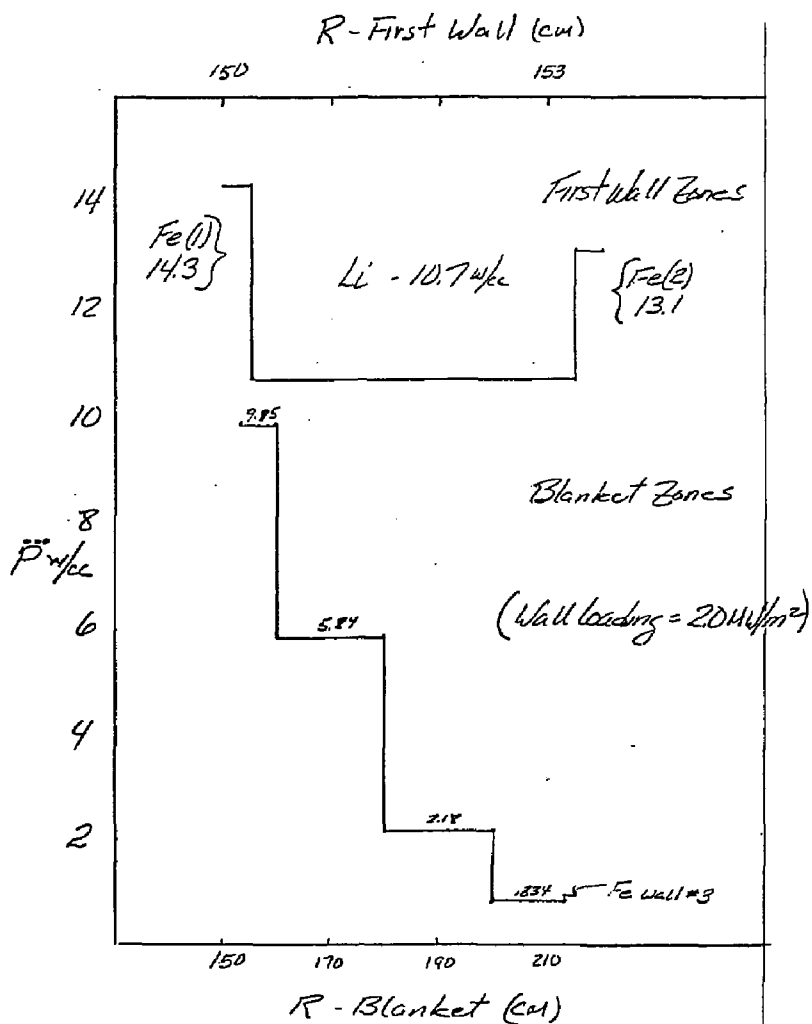 R - First Wall (cm)
150 153
14
First Wall Zones
Fe(1)
14.3
Li - 10.7 w/cc
Fe(2)
13.1
12
10
9.85
Blanket Zones
8
P w/cc
(Wall loading = 2.0 MW/m²)
6
5.84
4
2
2.18
.834
Fe wall #3
150 170 190 210
R - Blanket (cm)